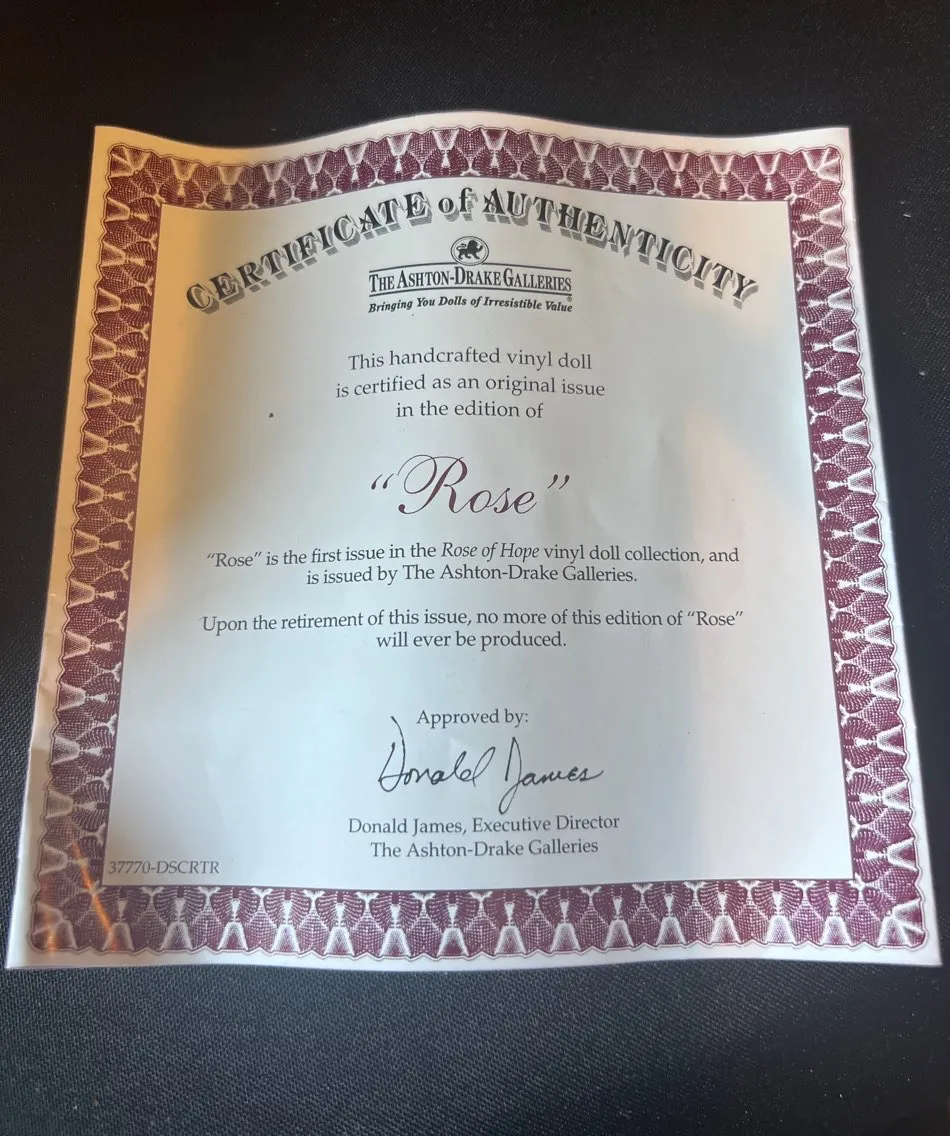 CERTIFICATE of AUTHENTICITY
THE ASHTON-DRAKE GALLERIES
Bringing You Dolls of Irresistible Value®
This handcrafted vinyl doll
is certified as an original issue
in the edition of
“Rose”
“Rose” is the first issue in the Rose of Hope vinyl doll collection, and
is issued by The Ashton-Drake Galleries.
Upon the retirement of this issue, no more of this edition of “Rose”
will ever be produced.
Approved by:
Donald James
Donald James, Executive Director
The Ashton-Drake Galleries
37770-DSCRTR